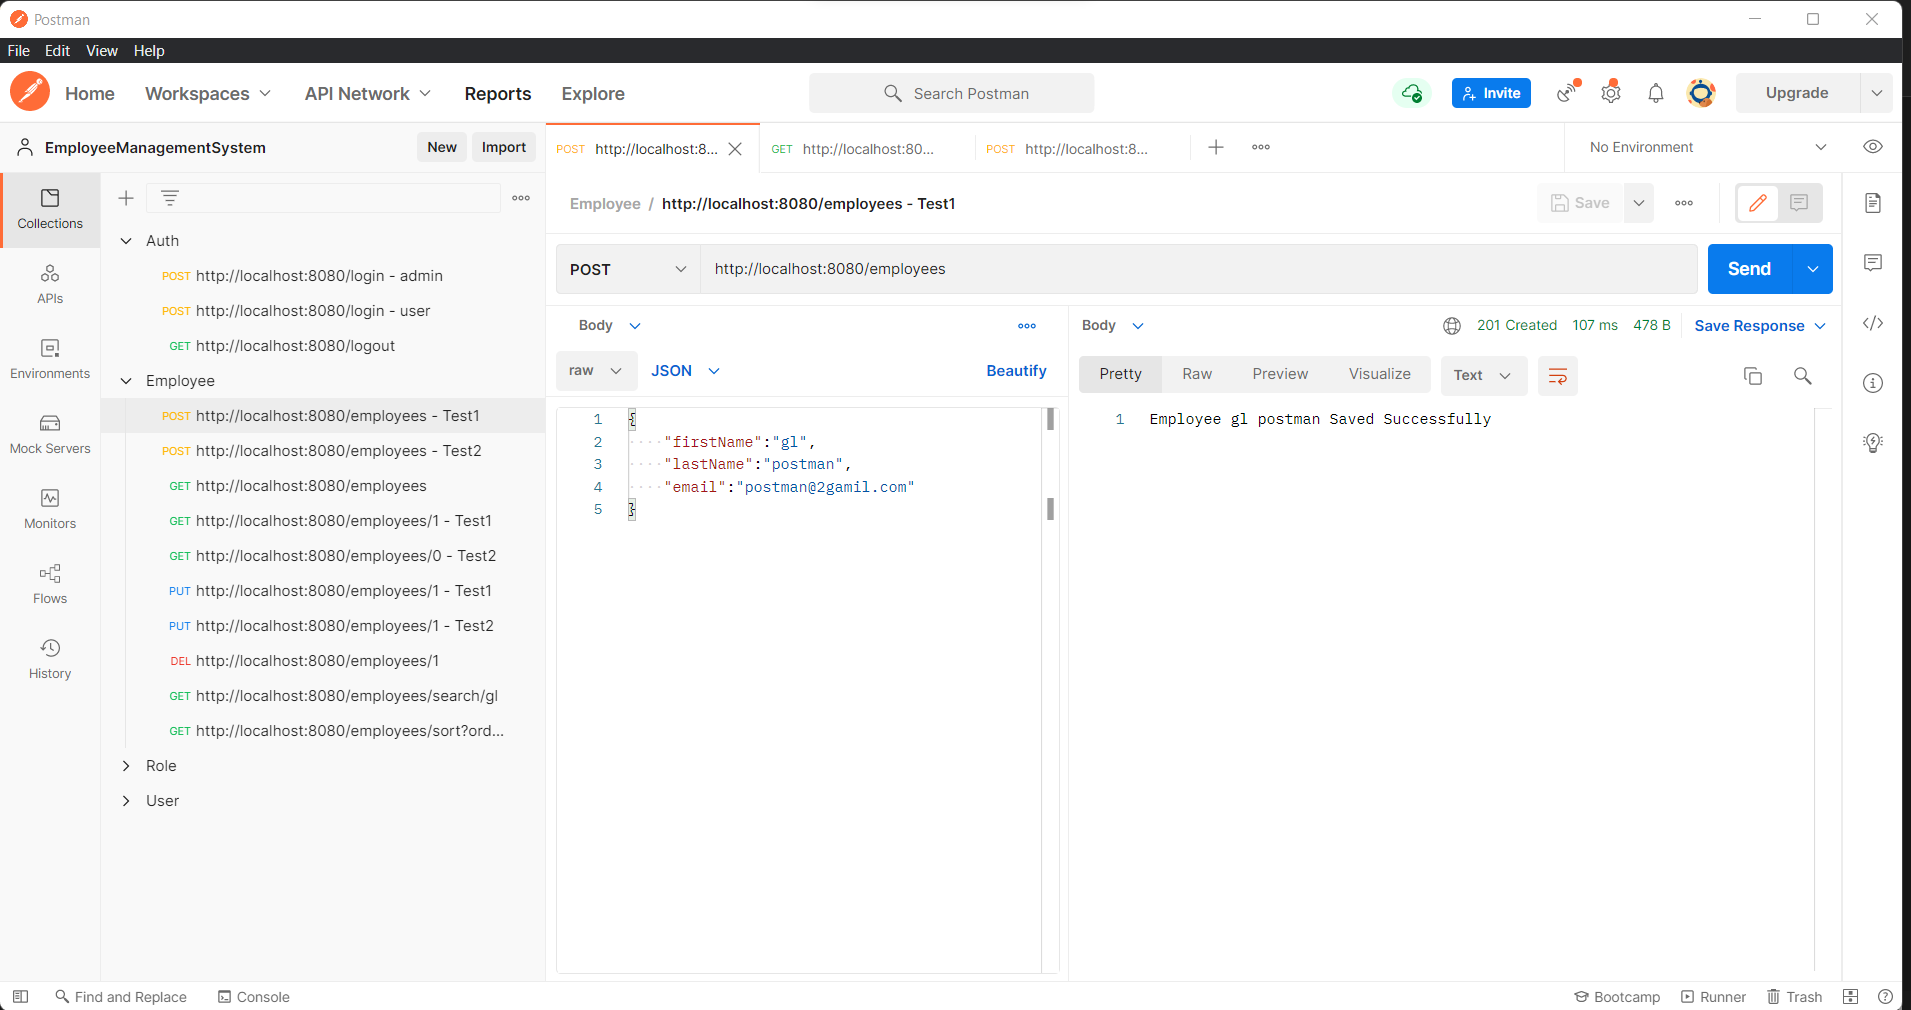 Postman
File Edit View Help
Home Workspaces API Network Reports Explore Search Postman Invite Upgrade
EmployeeManagementSystem New Import
POST http://localhost:8... GET http://localhost:80... POST http://localhost:8... No Environment
Collections
APIs
Environments
Mock Servers
Monitors
Flows
History
Auth
POST http://localhost:8080/login - admin
POST http://localhost:8080/login - user
GET http://localhost:8080/logout
Employee
POST http://localhost:8080/employees - Test1
POST http://localhost:8080/employees - Test2
GET http://localhost:8080/employees
GET http://localhost:8080/employees/1 - Test1
GET http://localhost:8080/employees/0 - Test2
PUT http://localhost:8080/employees/1 - Test1
PUT http://localhost:8080/employees/1 - Test2
DEL http://localhost:8080/employees/1
GET http://localhost:8080/employees/search/gl
GET http://localhost:8080/employees/sort?ord...
Role
User
Employee / http://localhost:8080/employees - Test1 Save
POST http://localhost:8080/employees Send
Body
raw JSON Beautify
1 {
2 "firstName":"gl",
3 "lastName":"postman",
4 "email":"postman@2gamil.com"
5 }
Body 201 Created 107 ms 478 B Save Response
Pretty Raw Preview Visualize Text
1 Employee gl postman Saved Successfully
Find and Replace Console Bootcamp Runner Trash